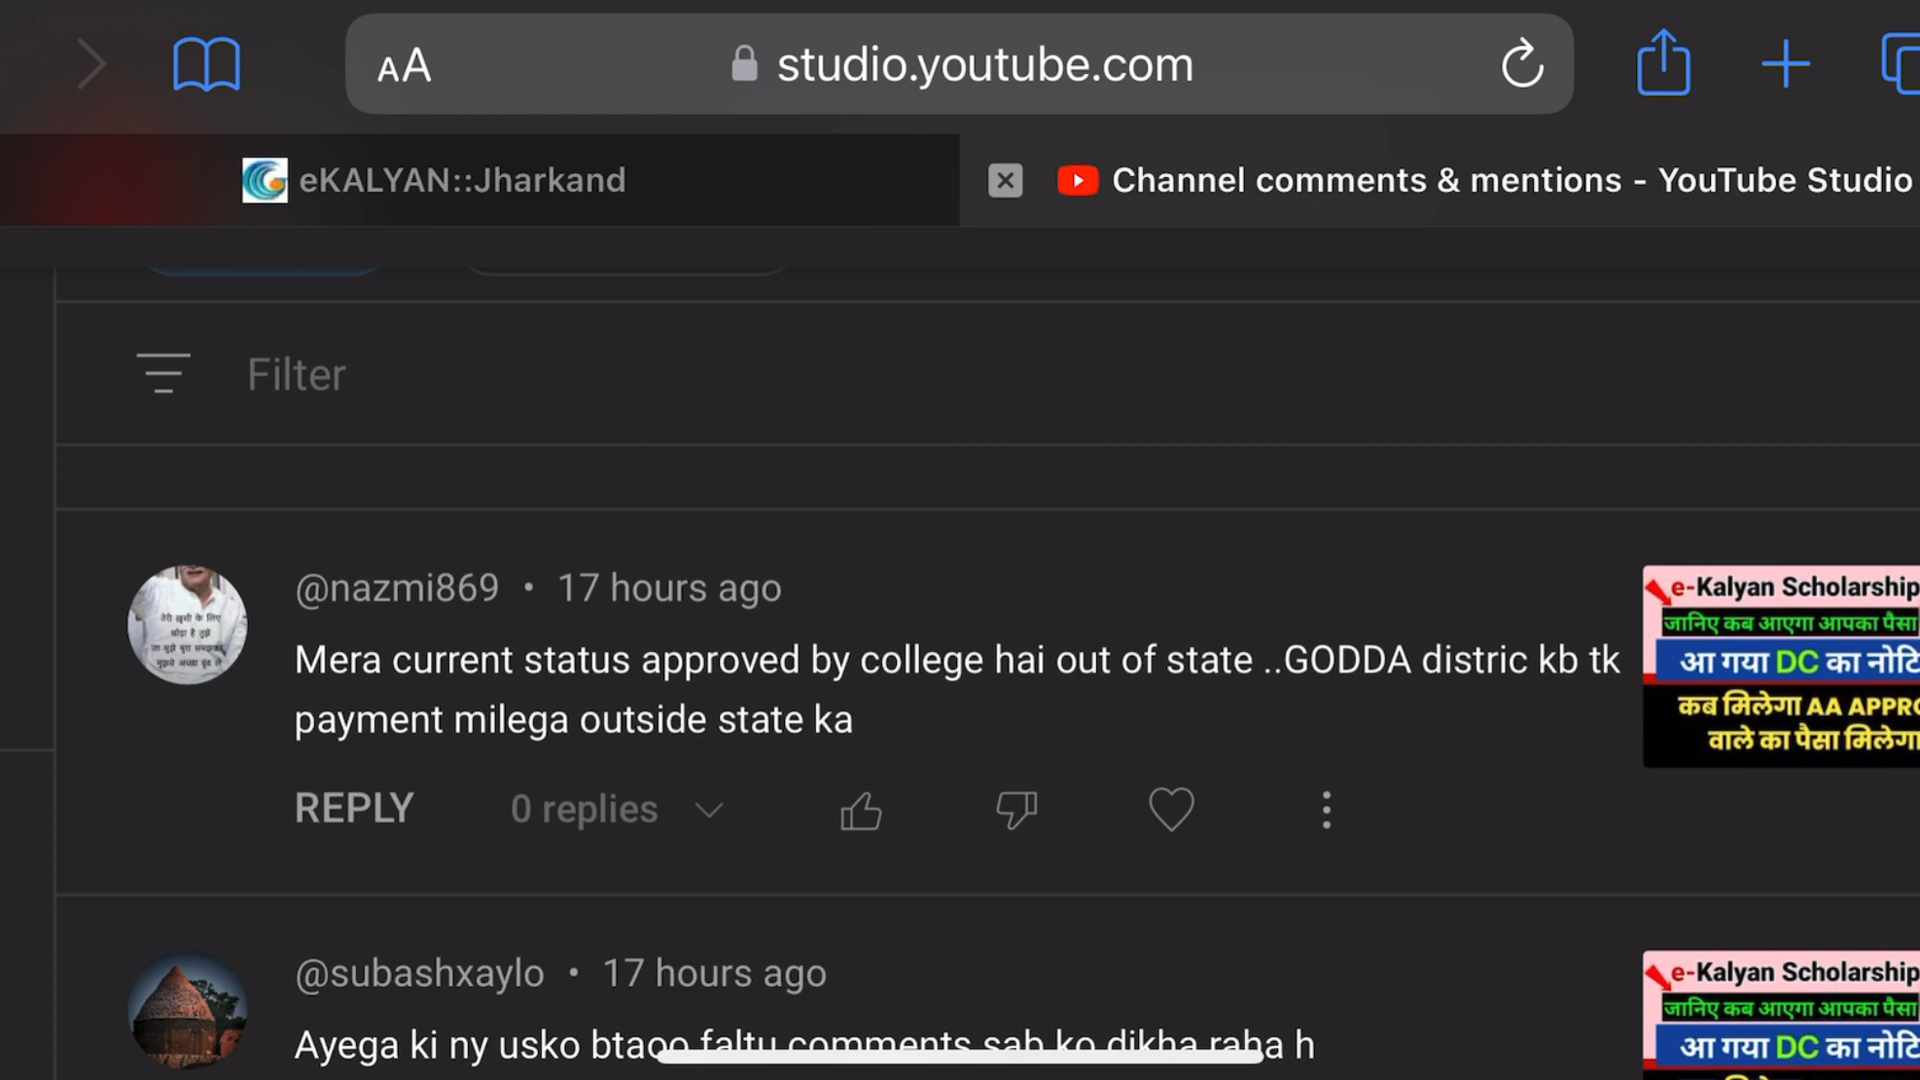 AA studio.youtube.com
eKALYAN::Jharkand
Channel comments & mentions - YouTube Studio
Filter
@nazmi869 • 17 hours ago
Mera current status approved by college hai out of state ..GODDA distric kb tk
payment milega outside state ka
REPLY 0 replies
e-Kalyan Scholarship
जानिए कब आएगा आपका पैसा
आ गया DC का
कब मिलेगा AA
वाले का पैसा मिलेगा
तेरी खुशी के लिए
छोड़ा है तुझे
@subashxaylo • 17 hours ago
Ayega ki ny usko btaoo faltu comments sab ko dikha raha h
e-Kalyan Scholarship
जानिए कब आएगा आपका पैसा
आ गया DC का